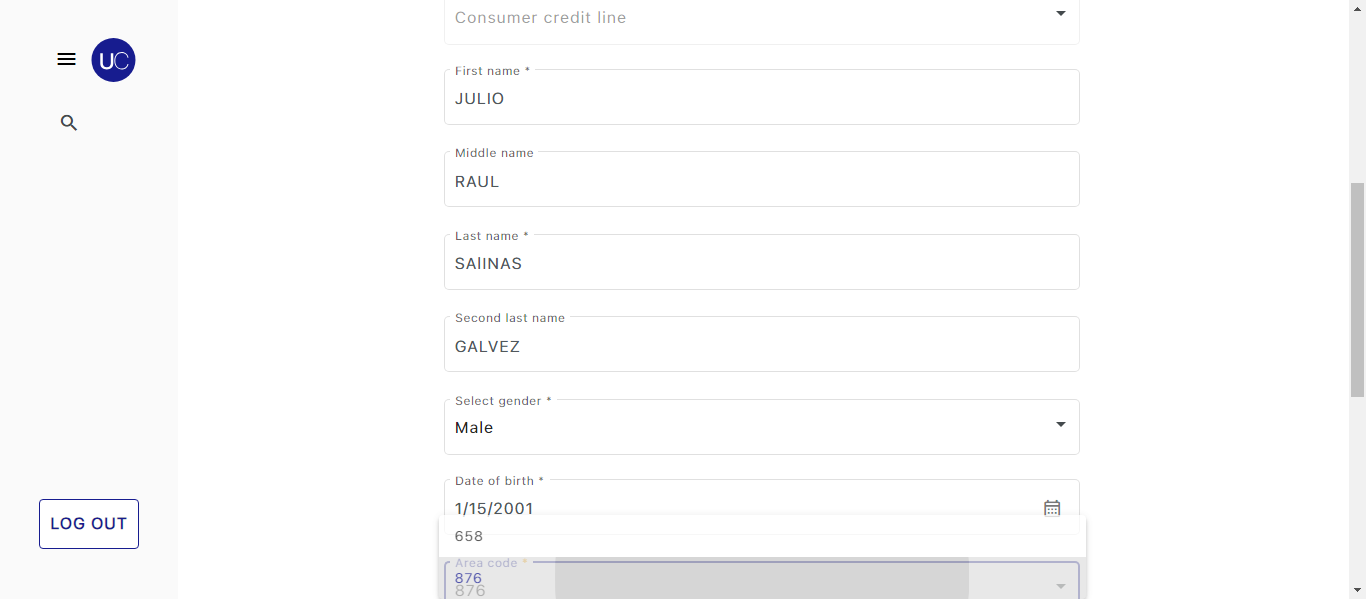 UC
LOG OUT
Consumer credit line
First name *
JULIO
Middle name
RAUL
Last name *
SAlINAS
Second last name
GALVEZ
Select gender *
Male
Date of birth *
1/15/2001
658
Area code *
876
876